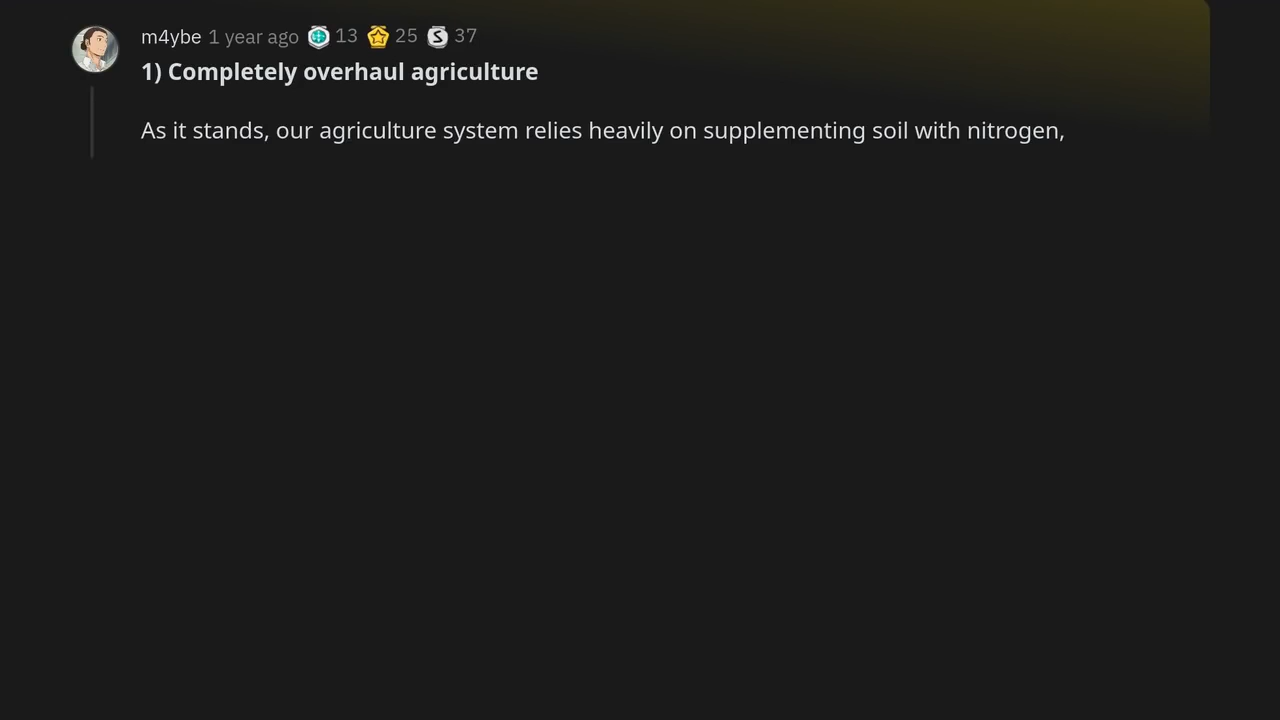 m4ybe 1 year ago 13 25 37
1) Completely overhaul agriculture
As it stands, our agriculture system relies heavily on supplementing soil with nitrogen,